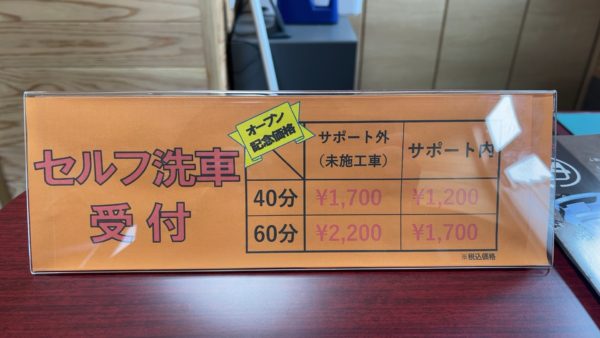 セルフ洗車
受付
オープン
記念価格
サポート外
(未施工車)
サポート内
40分 ¥1,700 ¥1,200
60分 ¥2,200 ¥1,700
※税込価格